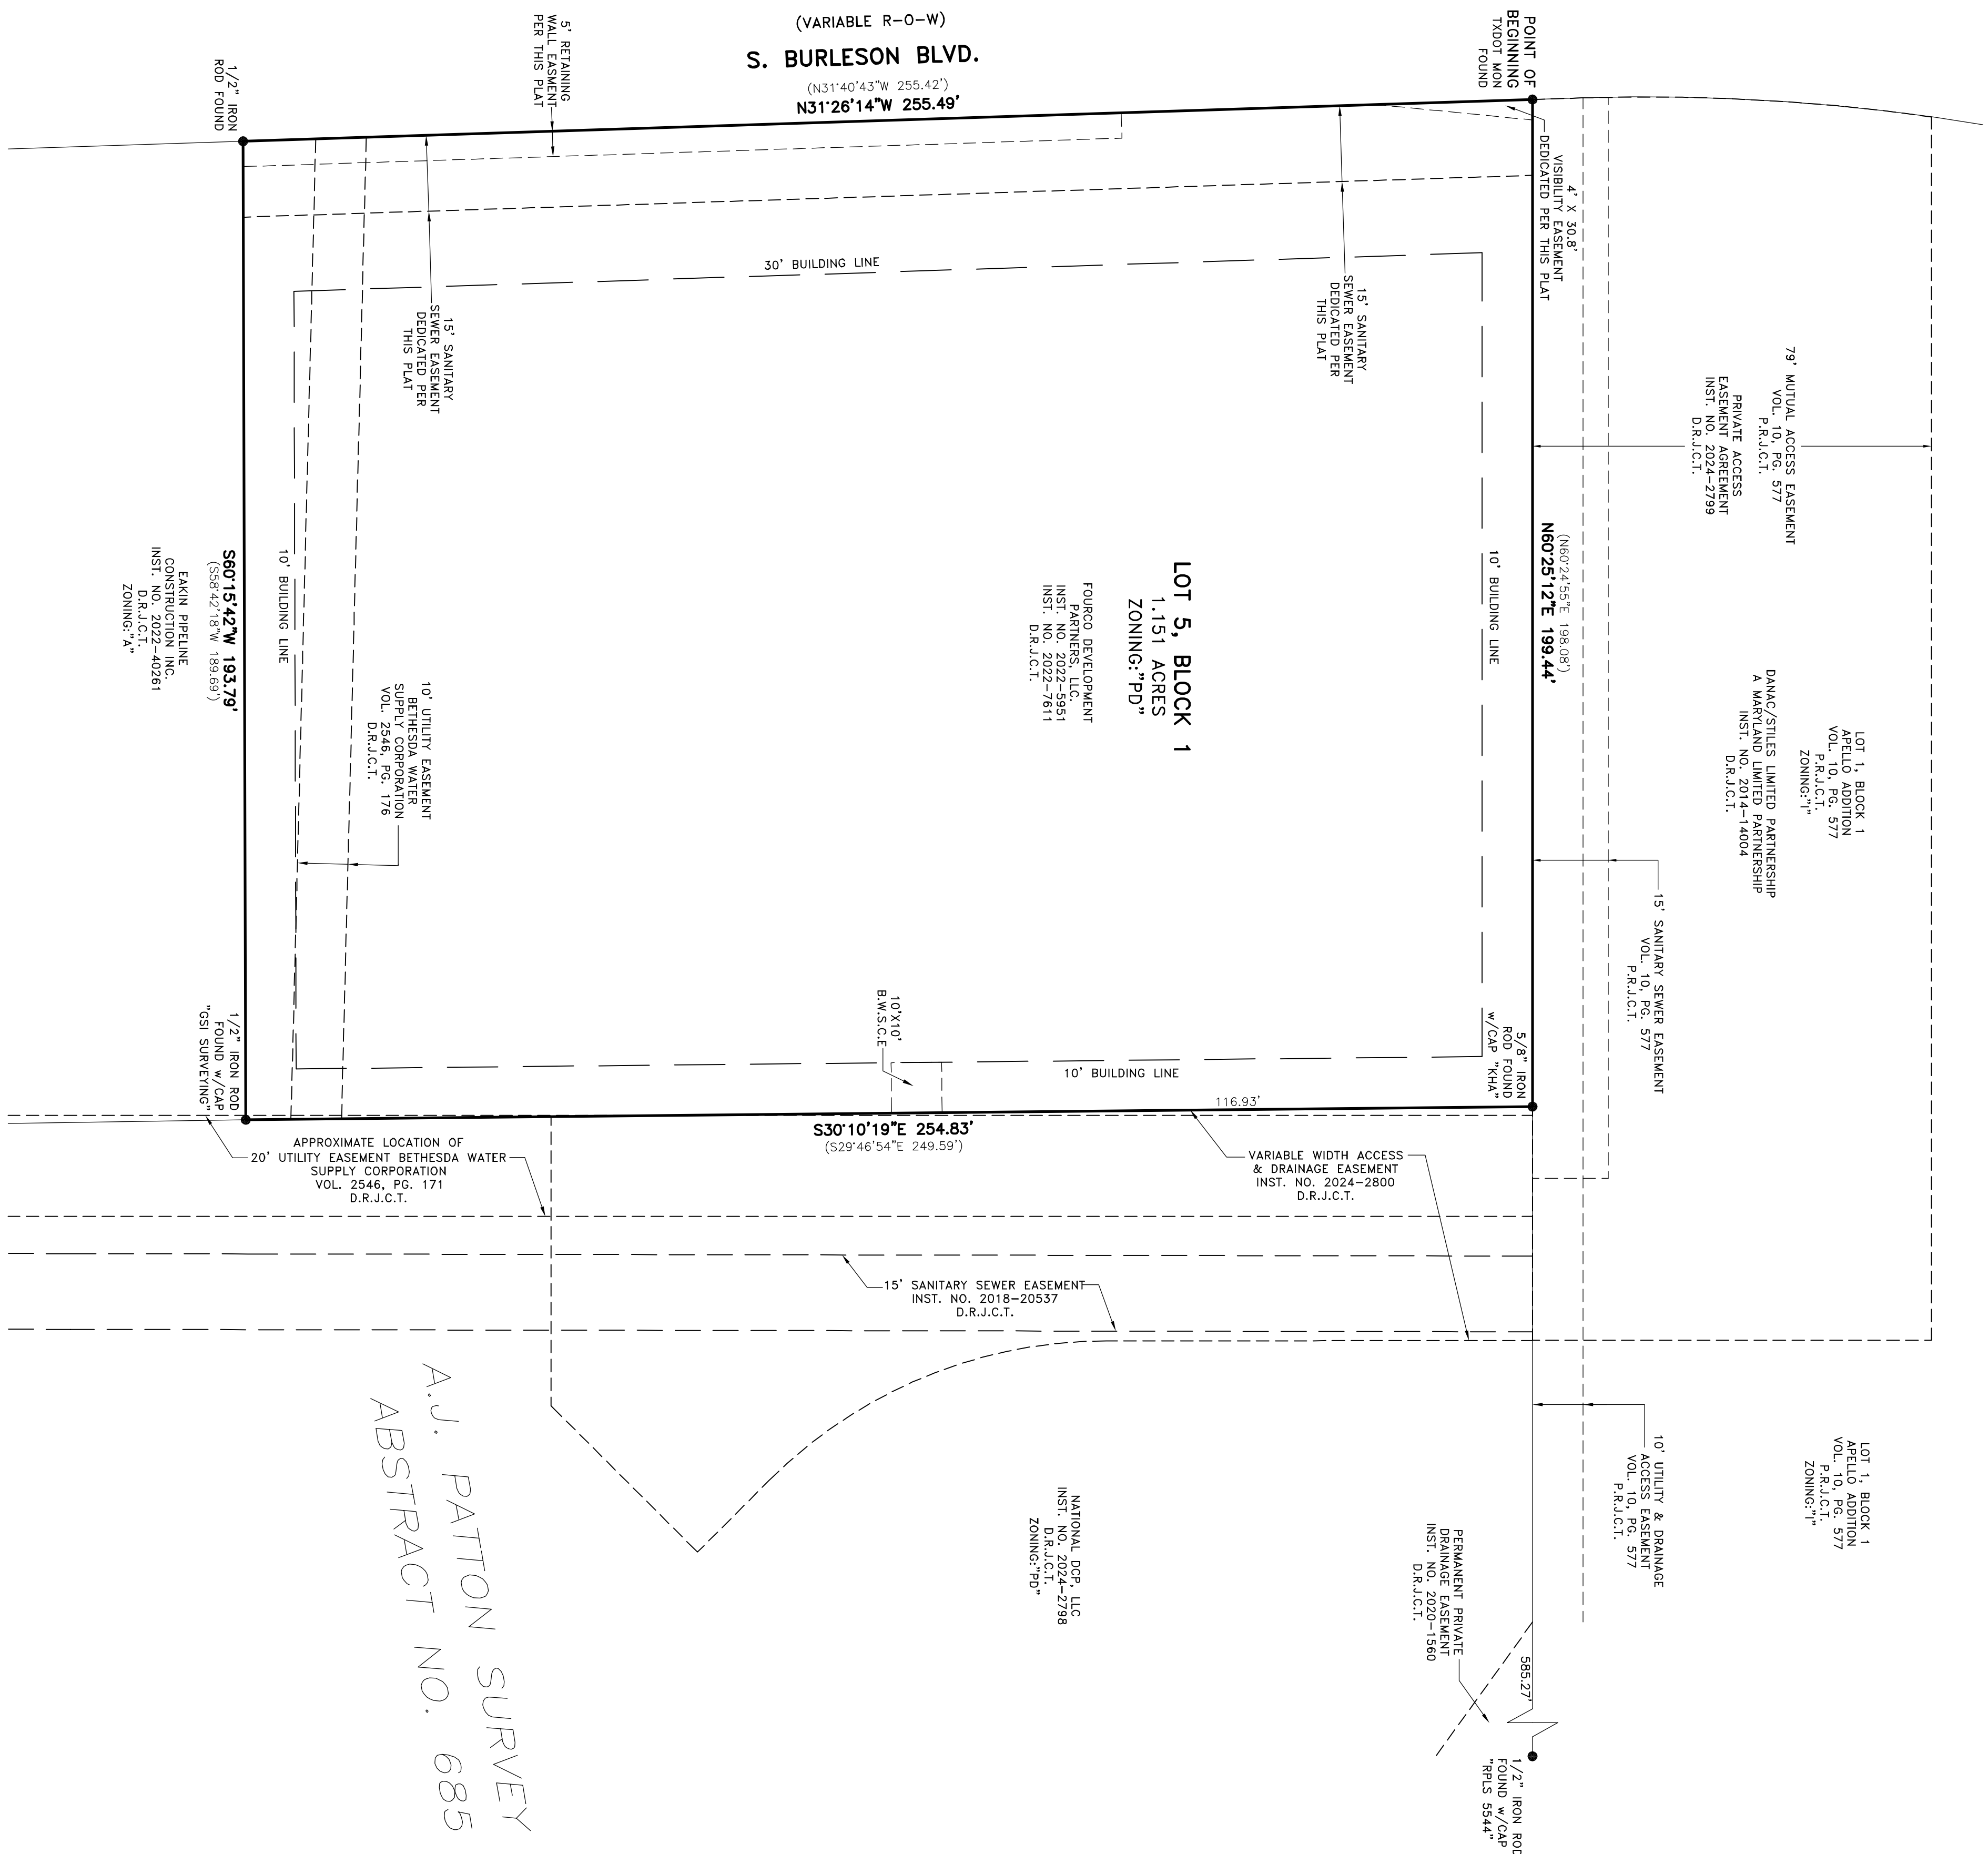 (VARIABLE R-O-W)
S. BURLESON BLVD.
(N31°40'43"W 255.42')
N31°26'14"W 255.49'
POINT OF
BEGINNING
TXDOT MON
FOUND
5' RETAINING
WALL EASMENT
PER THIS PLAT
1/2" IRON
ROD FOUND
4' X 30.8'
VISIBILITY EASEMENT
DEDICATED PER THIS PLAT
79' MUTUAL ACCESS EASEMENT
VOL. 10, PG. 577
P.R.J.C.T.
PRIVATE ACCESS
EASEMENT AGREEMENT
INST. NO. 2024-2799
D.R.J.C.T.
30' BUILDING LINE
15' SANITARY
SEWER EASEMENT
DEDICATED PER
THIS PLAT
15' SANITARY
SEWER EASEMENT
DEDICATED PER
THIS PLAT
(N60°24'55"E 198.08')
N60°25'12"E 199.44'
10' BUILDING LINE
LOT 5, BLOCK 1
1.151 ACRES
ZONING:"PD"
FOURCO DEVELOPMENT
PARTNERS, LLC.
INST. NO. 2022-5951
INST. NO. 2022-7611
D.R.J.C.T.
10' BUILDING LINE
S60°15'42"W 193.79'
(S58°42'18"W 189.69')
EAKIN PIPELINE
CONSTRUCTION INC.
INST. NO. 2022-40261
D.R.J.C.T.
ZONING:"A"
10' UTILITY EASEMENT
BETHESDA WATER
SUPPLY CORPORATION
VOL. 2546, PG. 176
D.R.J.C.T.
LOT 1, BLOCK 1
APELLO ADDITION
VOL. 10, PG. 577
P.R.J.C.T.
ZONING:"I"
DANAC/STILES LIMITED PARTNERSHIP
A MARYLAND LIMITED PARTNERSHIP
INST. NO. 2014-14004
D.R.J.C.T.
15' SANITARY SEWER EASEMENT
VOL. 10, PG. 577
P.R.J.C.T.
5/8" IRON
ROD FOUND
w/CAP "KHA"
10'X10'
B.W.S.C.E
10' BUILDING LINE
116.93'
1/2" IRON ROD
FOUND w/CAP
"GSI SURVEYING"
S30°10'19"E 254.83'
(S29°46'54"E 249.59')
APPROXIMATE LOCATION OF
20' UTILITY EASEMENT BETHESDA WATER
SUPPLY CORPORATION
VOL. 2546, PG. 171
D.R.J.C.T.
VARIABLE WIDTH ACCESS
& DRAINAGE EASEMENT
INST. NO. 2024-2800
D.R.J.C.T.
15' SANITARY SEWER EASEMENT
INST. NO. 2018-20537
D.R.J.C.T.
A.J. PATTON SURVEY
ABSTRACT NO. 685
NATIONAL DCP, LLC
INST. NO. 2024-2798
D.R.J.C.T.
ZONING:"PD"
PERMANENT PRIVATE
DRAINAGE EASEMENT
INST. NO. 2020-1560
D.R.J.C.T.
10' UTILITY & DRAINAGE
ACCESS EASEMENT
VOL. 10, PG. 577
P.R.J.C.T.
LOT 1, BLOCK 1
APELLO ADDITION
VOL. 10, PG. 577
P.R.J.C.T.
ZONING:"I"
585.27'
1/2" IRON ROD
FOUND w/CAP
"RPLS 5544"